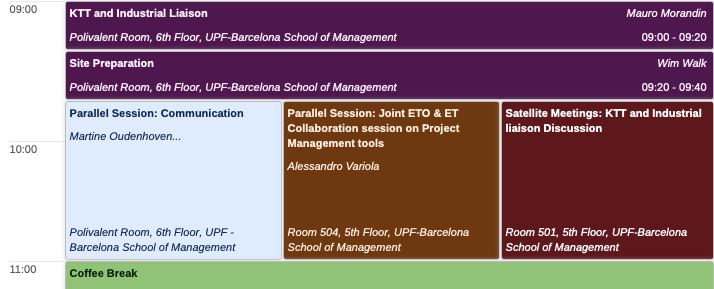 09:00
KTT and Industrial Liaison Mauro Morandin
Polivalent Room, 6th Floor, UPF-Barcelona School of Management 09:00 - 09:20
Site Preparation Wim Walk
Polivalent Room, 6th Floor, UPF-Barcelona School of Management 09:20 - 09:40
Parallel Session: Communication
Martine Oudenhoven...
Polivalent Room, 6th Floor, UPF -
Barcelona School of Management
Parallel Session: Joint ETO & ET
Collaboration session on Project
Management tools
Alessandro Variola
Room 504, 5th Floor, UPF-Barcelona
School of Management
Satellite Meetings: KTT and Industrial
liaison Discussion
Room 501, 5th Floor, UPF-Barcelona
School of Management
10:00
11:00
Coffee Break